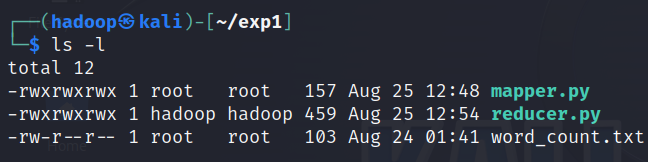 ┌──(hadoop㉿kali)-[~/exp1]
└─$ ls -l
total 12
-rwxrwxrwx 1 root   root   157 Aug 25 12:48 mapper.py
-rwxrwxrwx 1 hadoop hadoop 459 Aug 25 12:54 reducer.py
-rw-r--r-- 1 root   root   103 Aug 24 01:41 word_count.txt
Home